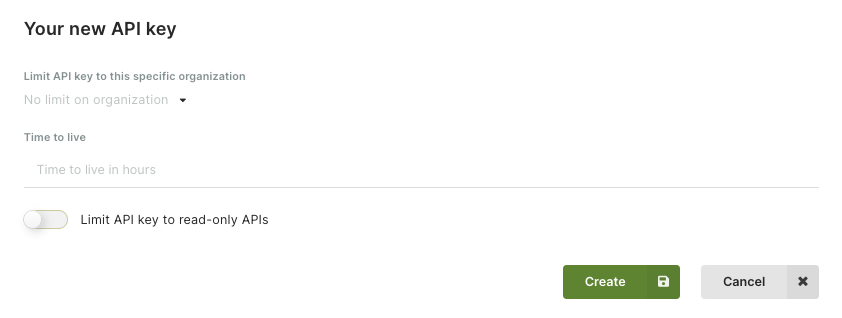 Your new API key
Limit API key to this specific organization
No limit on organization
Time to live
Time to live in hours
Limit API key to read-only APIs
Create
Cancel